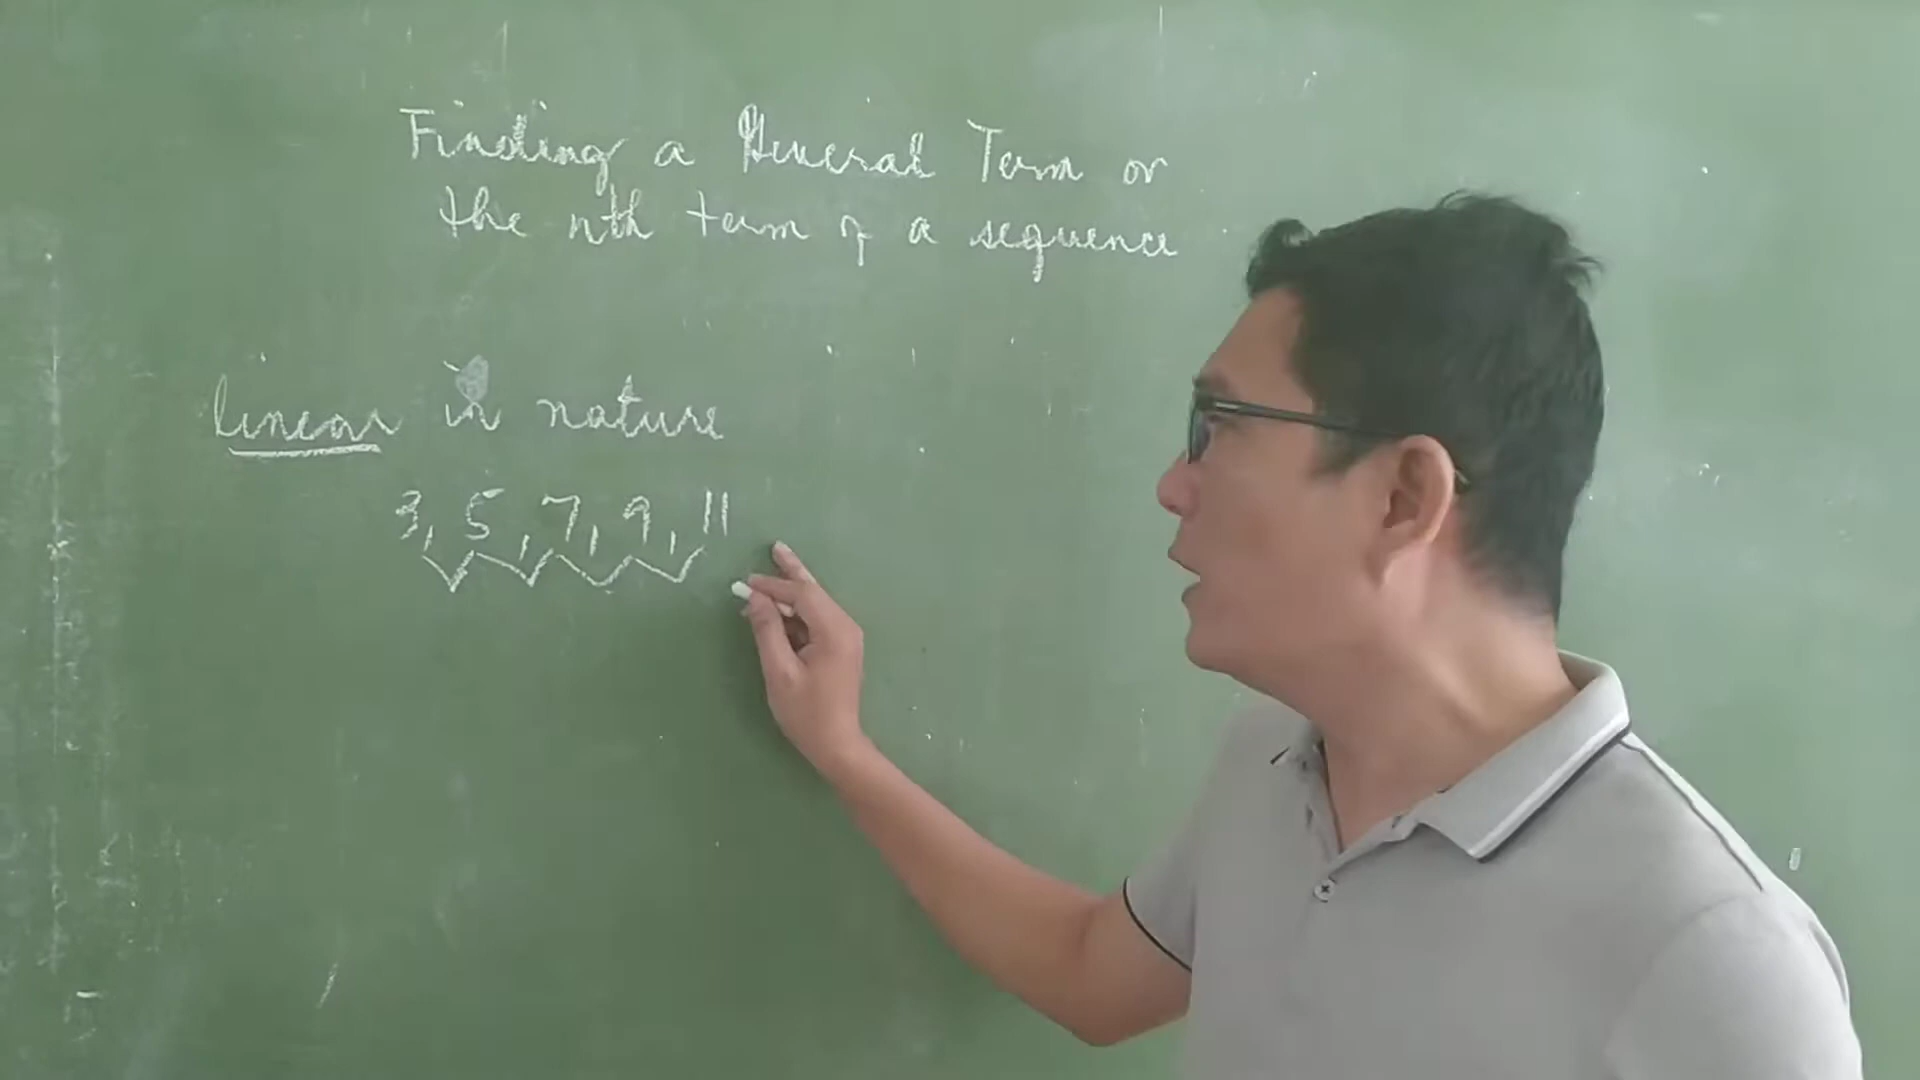 Finding a General Term or
the nth term of a sequence
linear in nature
3, 5, 7, 9, 11